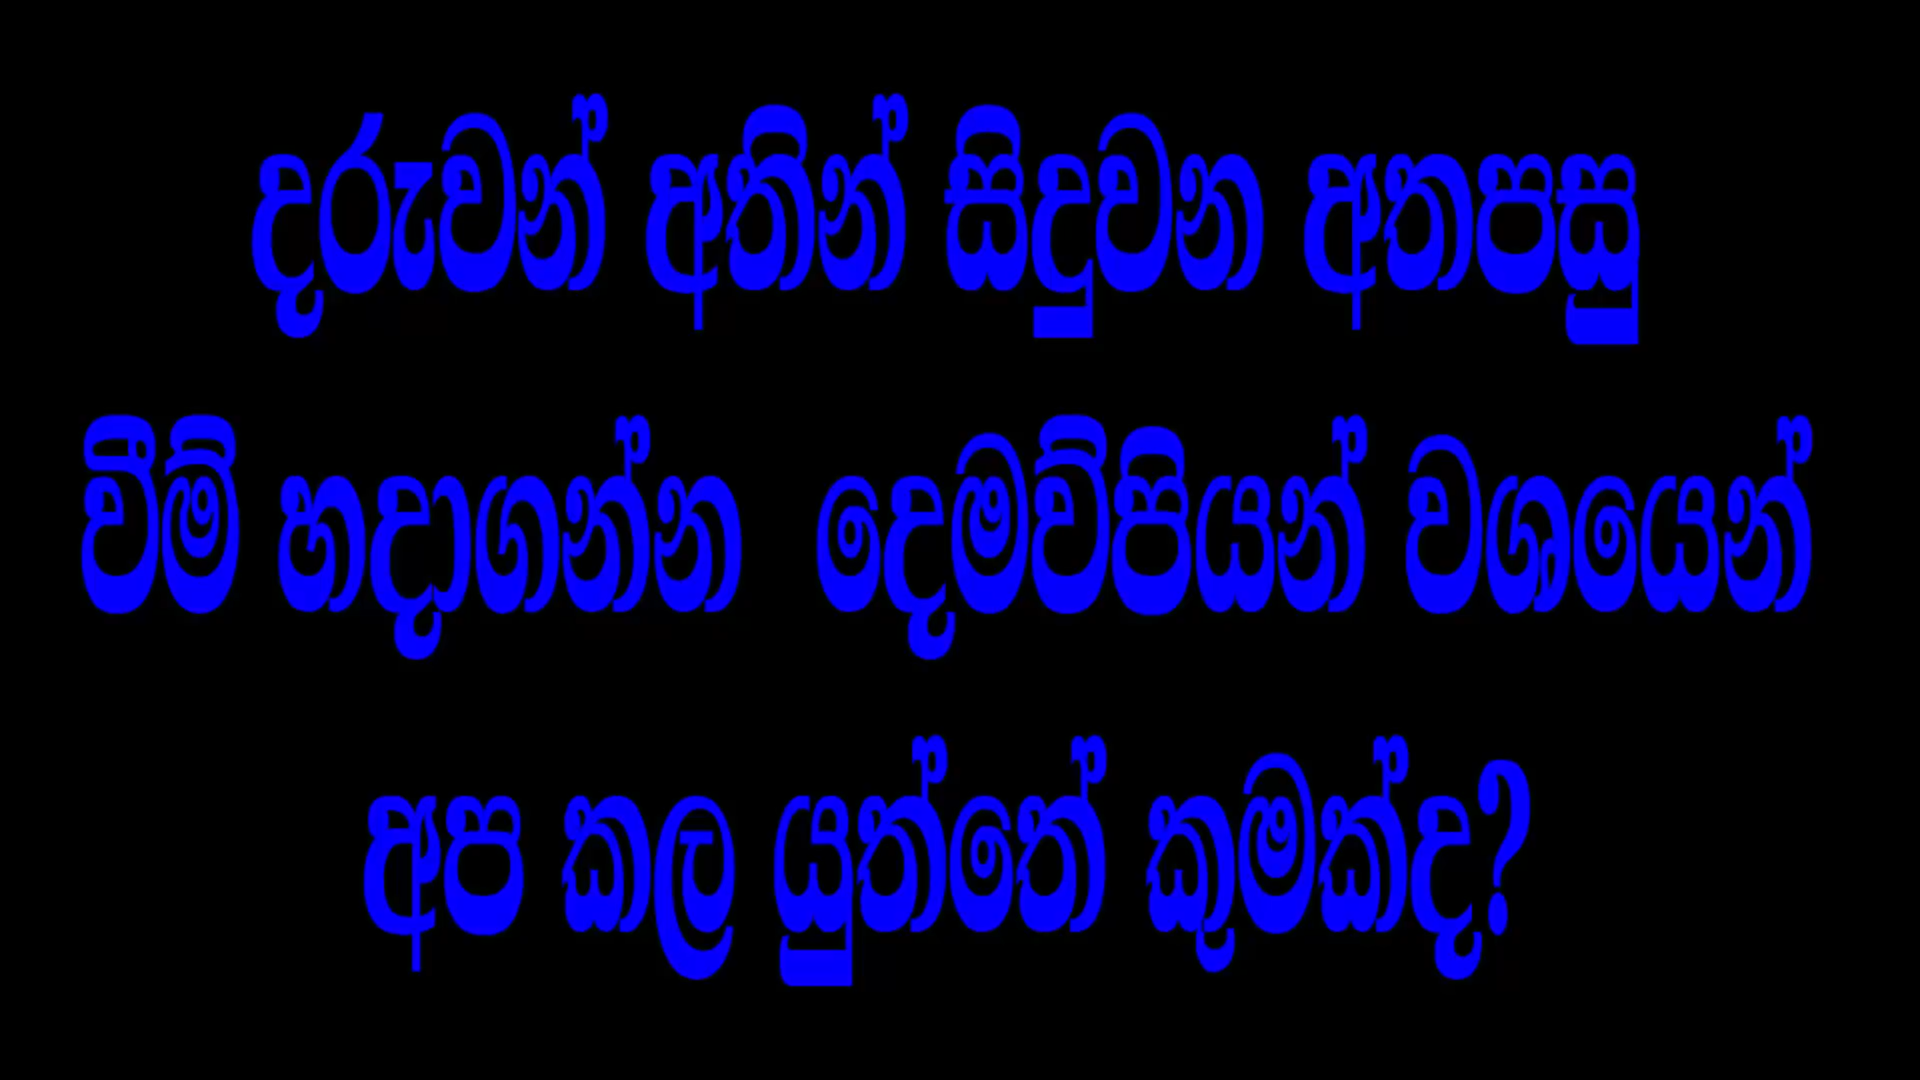 දරුවන් අතින් සිදුවන අතපසු
වීම් හදාගන්න දෙමව්පියන් වශයෙන්
අප කල යුත්තේ කුමක්ද?